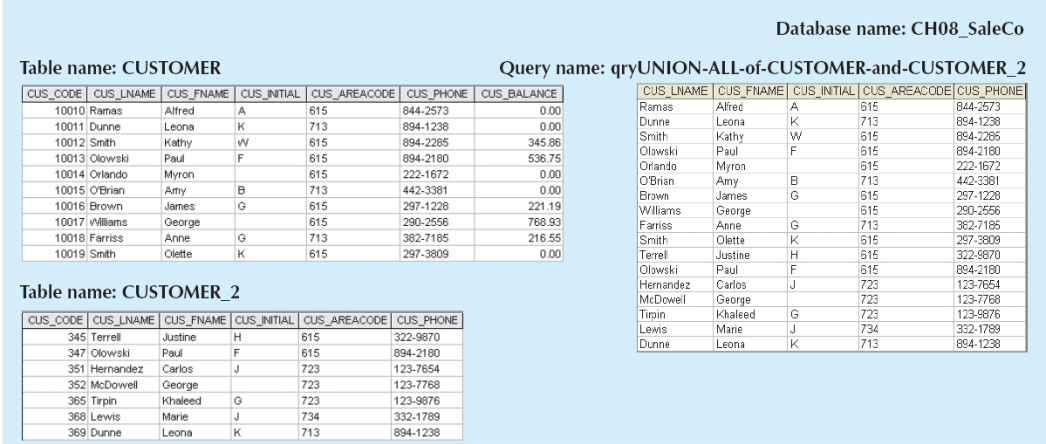 Database name: CH08_SaleCo
Table name: CUSTOMER
CUS_CODE CUS_LNAME CUS_FNAME CUS_INITIAL CUS_AREACODE CUS_PHONE CUS_BALANCE
10010 Ramas Alfred A 615 844-2573 0.00
10011 Dunne Leona K 713 894-1238 0.00
10012 Smith Kathy W 615 894-2285 345.86
10013 Olowski Paul F 615 894-2180 536.75
10014 Orlando Myron 615 222-1672 0.00
10015 O'Brian Amy B 713 442-3381 0.00
10016 Brown James G 615 297-1228 221.19
10017 Williams George 615 290-2556 768.93
10018 Farriss Anne G 713 382-7185 216.55
10019 Smith Olette K 615 297-3809 0.00
Table name: CUSTOMER_2
CUS_CODE CUS_LNAME CUS_FNAME CUS_INITIAL CUS_AREACODE CUS_PHONE
345 Terrell Justine H 615 322-9870
347 Olowski Paul F 615 894-2180
351 Hernandez Carlos J 723 123-7654
352 McDowell George 723 123-7768
365 Tirpin Khaleed G 723 123-9876
368 Lewis Marie J 734 332-1789
369 Dunne Leona K 713 894-1238
Query name: qryUNION-ALL-of-CUSTOMER-and-CUSTOMER_2
CUS_LNAME CUS_FNAME CUS_INITIAL CUS_AREACODE CUS_PHONE
Ramas Alfred A 615 844-2573
Dunne Leona K 713 894-1238
Smith Kathy W 615 894-2285
Olowski Paul F 615 894-2180
Orlando Myron 615 222-1672
O'Brian Amy B 713 442-3381
Brown James G 615 297-1228
Williams George 615 290-2556
Farriss Anne G 713 382-7185
Smith Olette K 615 297-3809
Terrell Justine H 615 322-9870
Olowski Paul F 615 894-2180
Hernandez Carlos J 723 123-7654
McDowell George 723 123-7768
Tirpin Khaleed G 723 123-9876
Lewis Marie J 734 332-1789
Dunne Leona K 713 894-1238